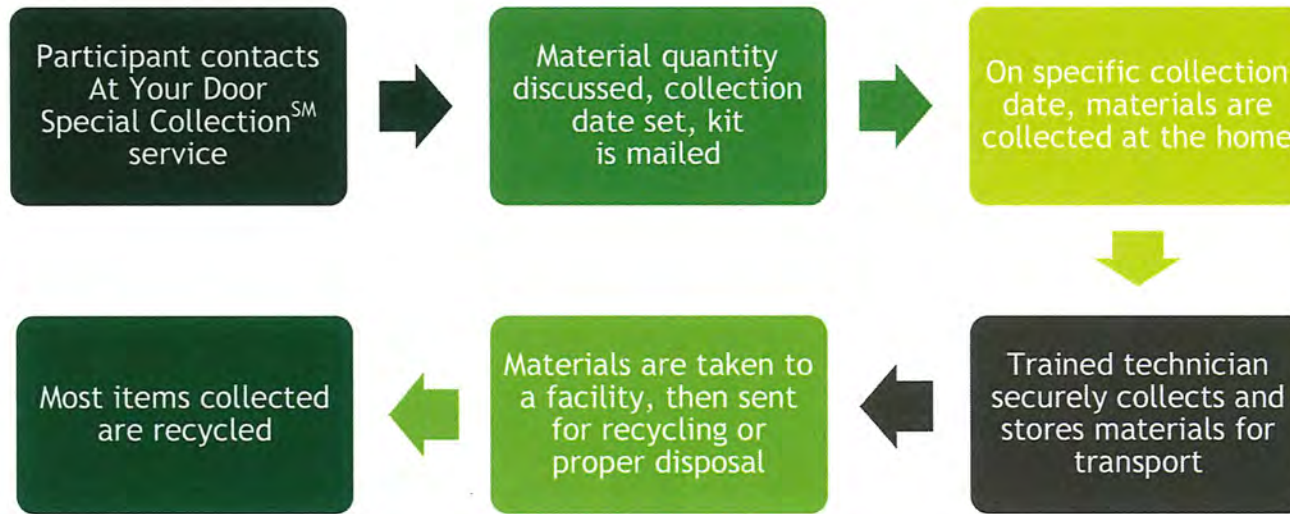 Participant contacts
At Your Door
Special Collection℠
service
Material quantity
discussed, collection
date set, kit
is mailed
On specific collection
date, materials are
collected at the home
Trained technician
securely collects and
stores materials for
transport
Materials are taken to
a facility, then sent
for recycling or
proper disposal
Most items collected
are recycled